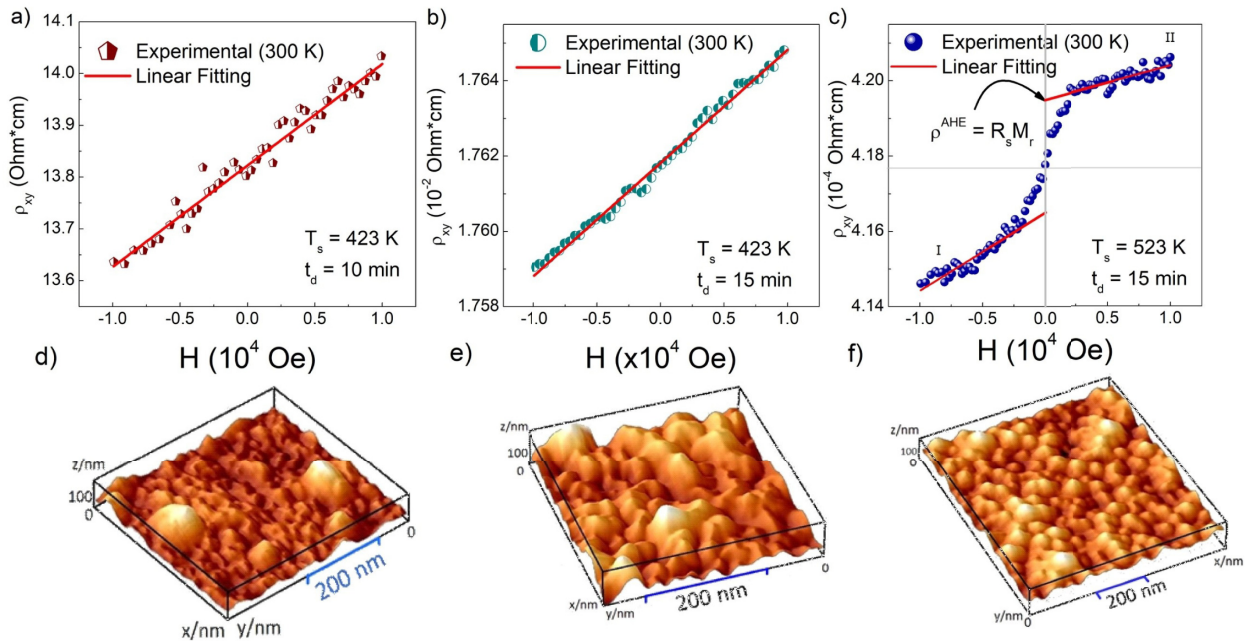 a)
14.1
14.0
13.9
13.8
13.7
13.6
ρxy (Ohm*cm)
Experimental (300 K)
Linear Fitting
Ts = 423 K
td = 10 min
-1.0 -0.5 0.0 0.5 1.0
H (10⁴ Oe)
b)
1.764
1.762
1.760
1.758
ρxy (10⁻² Ohm*cm)
Experimental (300 K)
Linear Fitting
Ts = 423 K
td = 15 min
-1.0 -0.5 0.0 0.5 1.0
H (x10⁴ Oe)
c)
4.20
4.18
4.16
4.14
ρxy (10⁻⁴ Ohm*cm)
Experimental (300 K)
II
Linear Fitting
ρᴬᴴᴱ = RsMr
I
Ts = 523 K
td = 15 min
-1.0 -0.5 0.0 0.5 1.0
H (10⁴ Oe)
d)
z/nm
100
0
0
200 nm
x/nm y/nm
e)
z/nm
100
0
0
200 nm
x/nm
y/nm
f)
z/nm
100
0
x/nm
200 nm
y/nm
0